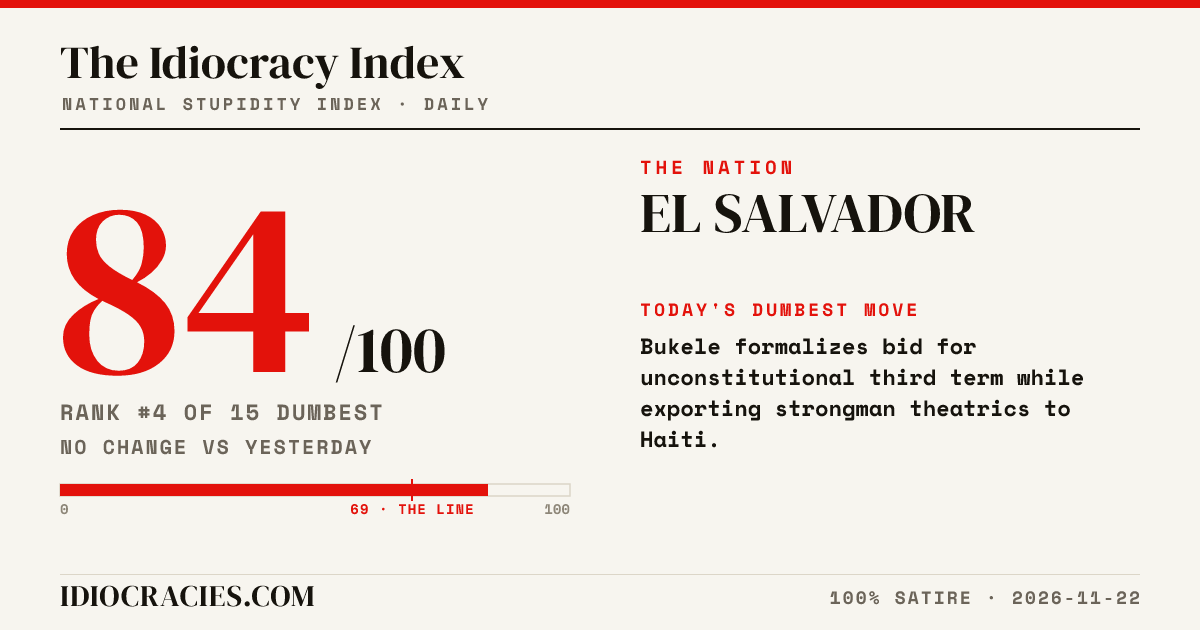 The Idiocracy Index
NATIONAL STUPIDITY INDEX · DAILY
84 /100
RANK #4 OF 15 DUMBEST
NO CHANGE VS YESTERDAY
0
69 · THE LINE
100
THE NATION
EL SALVADOR
TODAY'S DUMBEST MOVE
Bukele formalizes bid for
unconstitutional third term while
exporting strongman theatrics to
Haiti.
IDIOCRACIES.COM
100% SATIRE · 2026-11-22